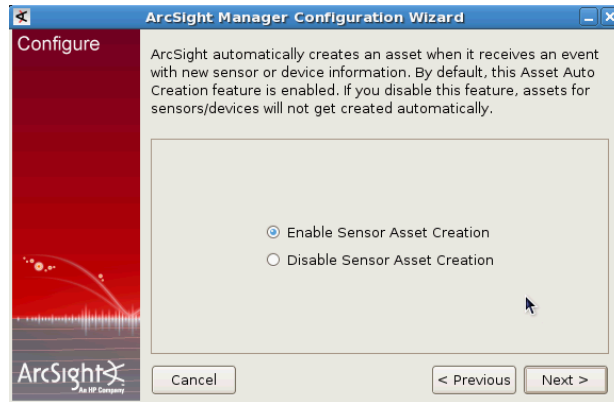 ArcSight Manager Configuration Wizard
Configure
ArcSight automatically creates an asset when it receives an event
with new sensor or device information. By default, this Asset Auto
Creation feature is enabled. If you disable this feature, assets for
sensors/devices will not get created automatically.
Enable Sensor Asset Creation
Disable Sensor Asset Creation
ArcSight
An HP Company
Cancel
< Previous
Next >